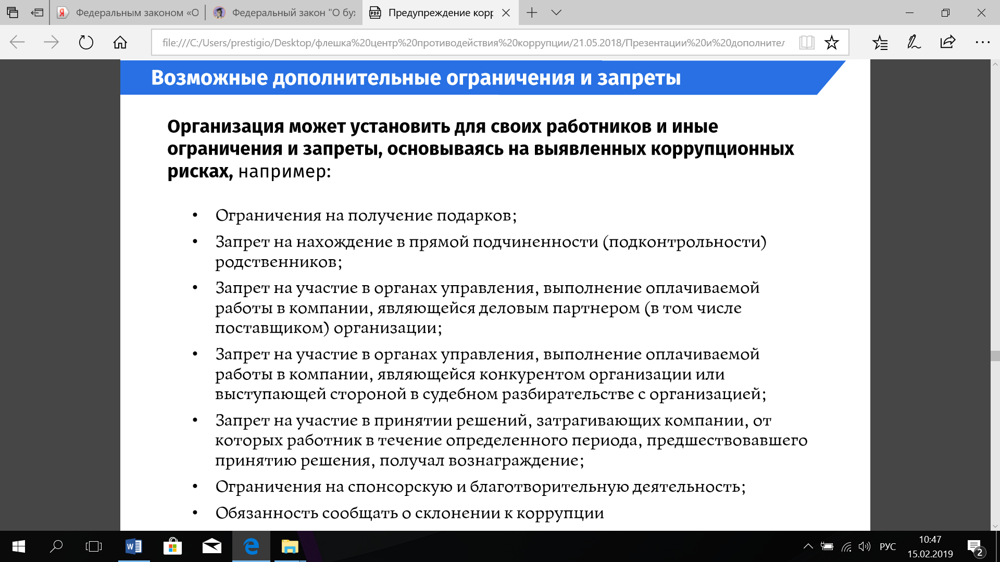 Федеральным законом «О
Федеральный закон "О бух
Предупреждение корр
file:///C:/Users/prestigio/Desktop/флешка%20центр%20противодействия%20коррупции/21.05.2018/Презентации%20и%20дополнител
Возможные дополнительные ограничения и запреты
Организация может установить для своих работников и иные
ограничения и запреты, основываясь на выявленных коррупционных
рисках, например:
• Ограничения на получение подарков;
• Запрет на нахождение в прямой подчиненности (подконтрольности)
родственников;
• Запрет на участие в органах управления, выполнение оплачиваемой
работы в компании, являющейся деловым партнером (в том числе
поставщиком) организации;
• Запрет на участие в органах управления, выполнение оплачиваемой
работы в компании, являющейся конкурентом организации или
выступающей стороной в судебном разбирательстве с организацией;
• Запрет на участие в принятии решений, затрагивающих компании, от
которых работник в течение определенного периода, предшествовавшего
принятию решения, получал вознаграждение;
• Ограничения на спонсорскую и благотворительную деятельность;
• Обязанность сообщать о склонении к коррупции
РУС
10:47
15.02.2019
2